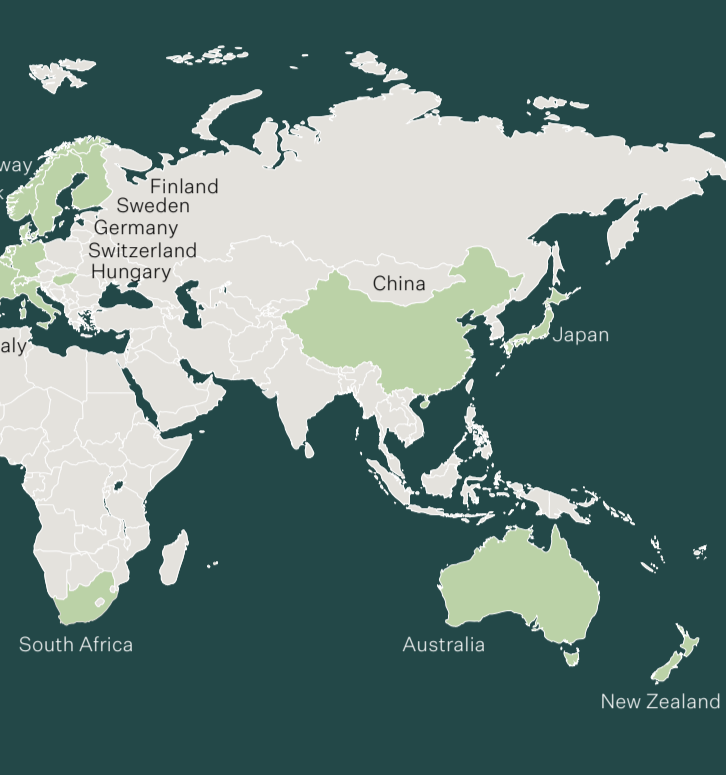 way
Finland
Sweden
Germany
Switzerland
Hungary
China
Japan
aly
South Africa
Australia
New Zealand